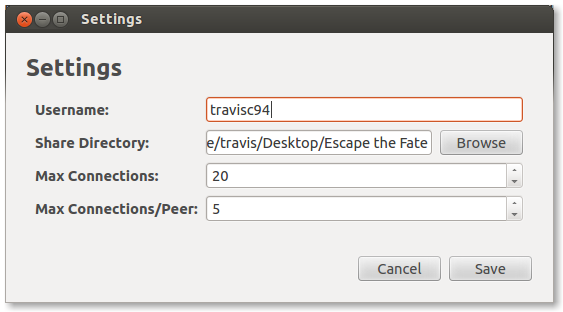 Settings
Settings
Username: travisc94
Share Directory: e/travis/Desktop/Escape the Fate Browse
Max Connections: 20
Max Connections/Peer: 5
Cancel Save